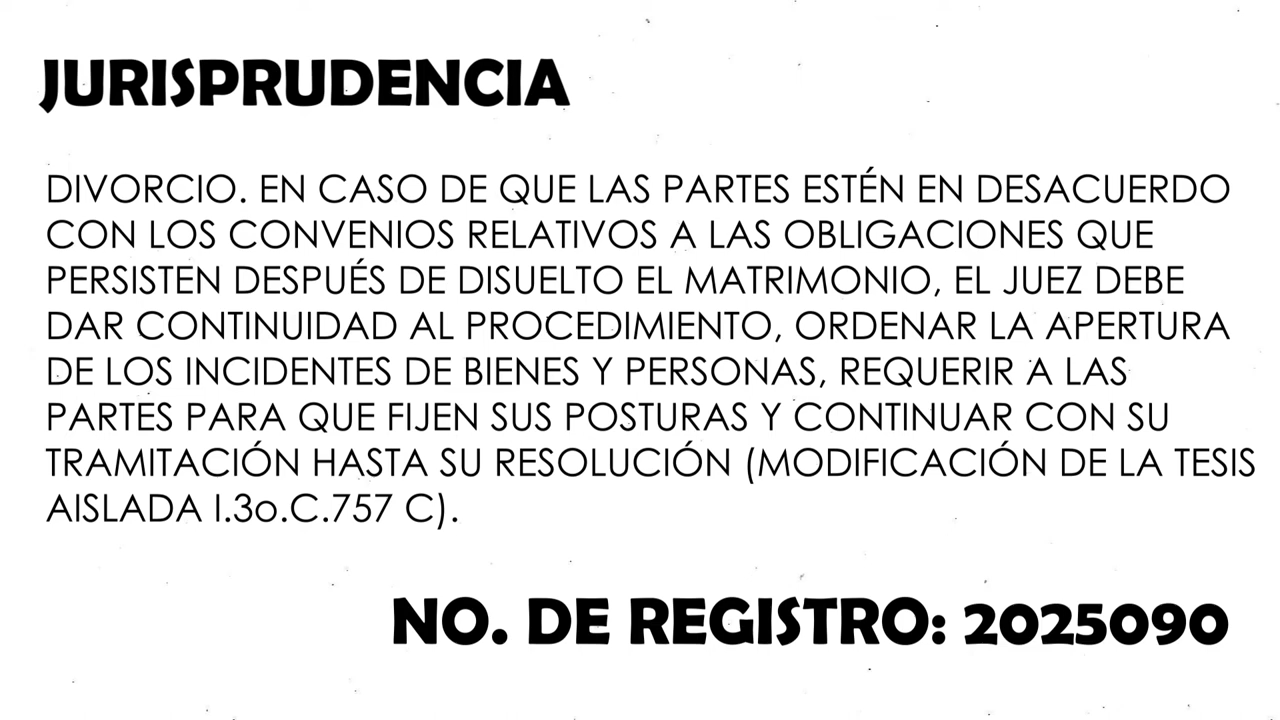 JURISPRUDENCIA
DIVORCIO. EN CASO DE QUE LAS PARTES ESTÉN EN DESACUERDO
CON LOS CONVENIOS RELATIVOS A LAS OBLIGACIONES QUE
PERSISTEN DESPUÉS DE DISUELTO EL MATRIMONIO, EL JUEZ DEBE
DAR CONTINUIDAD AL PROCEDIMIENTO, ORDENAR LA APERTURA
DE LOS INCIDENTES DE BIENES Y PERSONAS, REQUERIR A LAS
PARTES PARA QUE FIJEN SUS POSTURAS Y CONTINUAR CON SU
TRAMITACIÓN HASTA SU RESOLUCIÓN (MODIFICACIÓN DE LA TESIS
AISLADA I.3o.C.757 C).
NO. DE REGISTRO: 2025090